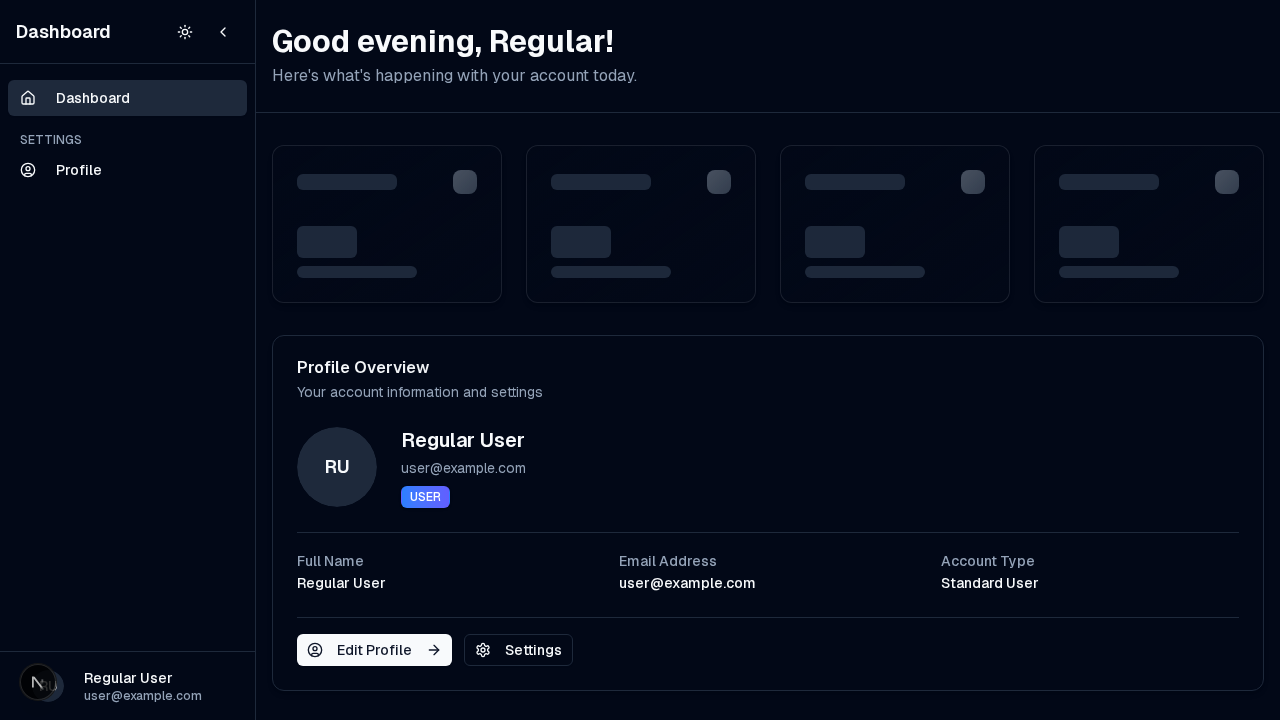 Dashboard
Dashboard
SETTINGS
Profile
Regular User
user@example.com
Good evening, Regular!
Here's what's happening with your account today.
Profile Overview
Your account information and settings
RU
Regular User
user@example.com
USER
Full Name
Regular User
Email Address
user@example.com
Account Type
Standard User
Edit Profile
Settings